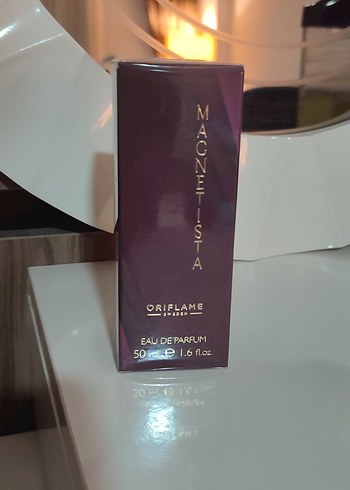 MAGNETISTA
ORIFLAME
SWEDEN
EAU DE PARFUM
50 ml e 1.6 fl.oz